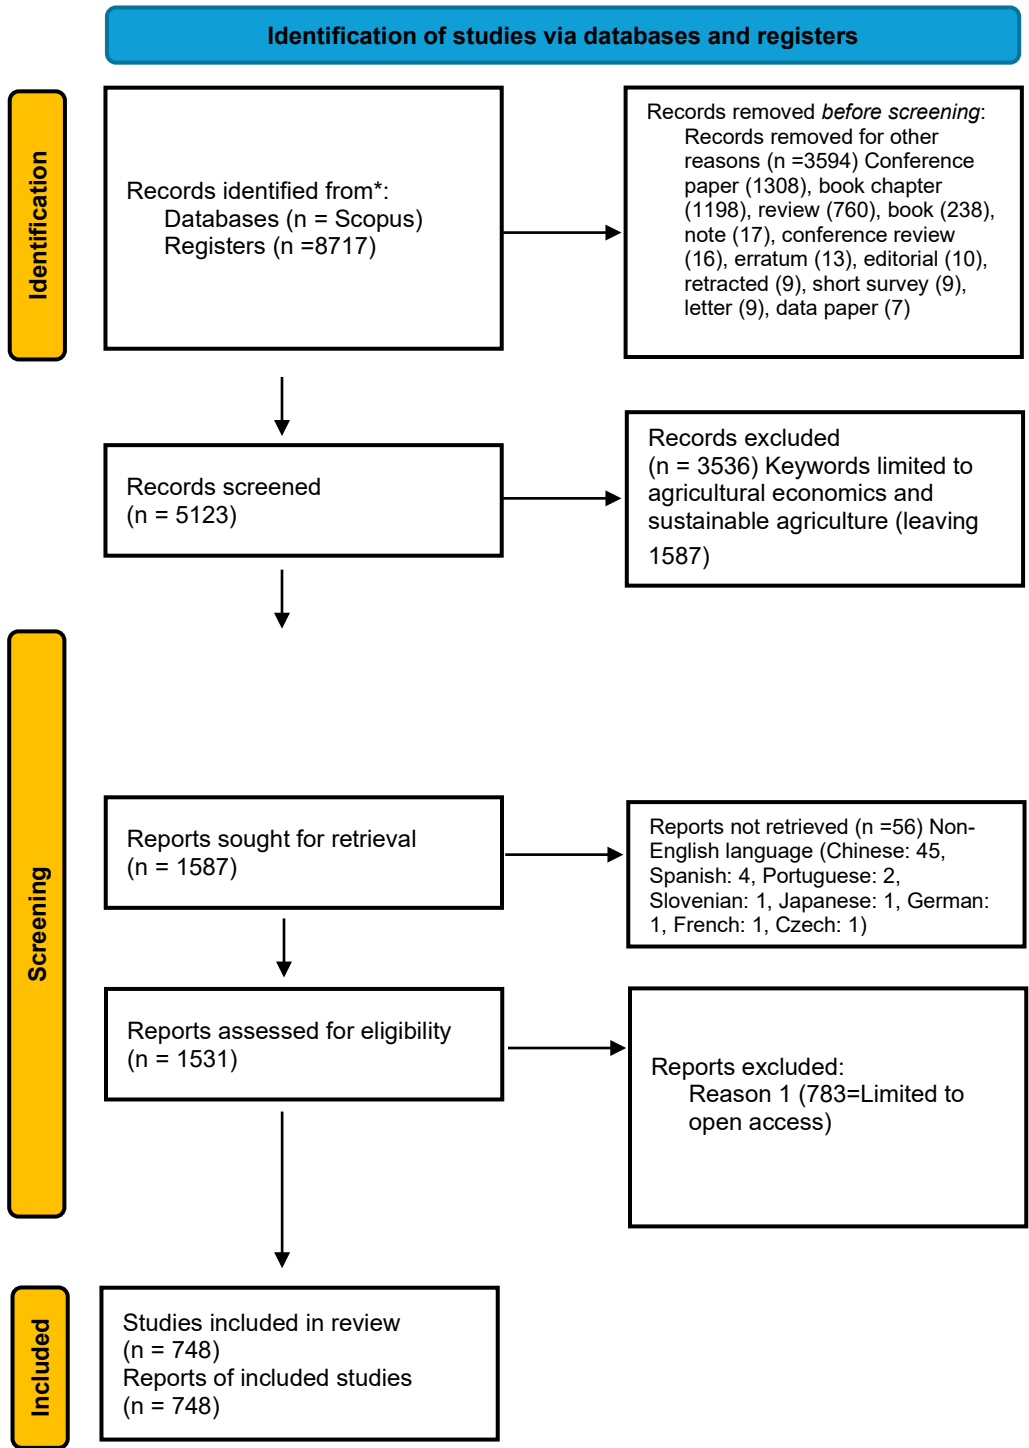 Identification of studies via databases and registers
Identification
Records identified from*:
Databases (n = Scopus)
Registers (n =8717)
Records removed before screening:
Records removed for other
reasons (n =3594) Conference
paper (1308), book chapter
(1198), review (760), book (238),
note (17), conference review
(16), erratum (13), editorial (10),
retracted (9), short survey (9),
letter (9), data paper (7)
Records screened
(n = 5123)
Records excluded
(n = 3536) Keywords limited to
agricultural economics and
sustainable agriculture (leaving
1587)
Screening
Reports sought for retrieval
(n = 1587)
Reports not retrieved (n =56) Non-
English language (Chinese: 45,
Spanish: 4, Portuguese: 2,
Slovenian: 1, Japanese: 1, German:
1, French: 1, Czech: 1)
Reports assessed for eligibility
(n = 1531)
Reports excluded:
Reason 1 (783=Limited to
open access)
Included
Studies included in review
(n = 748)
Reports of included studies
(n = 748)